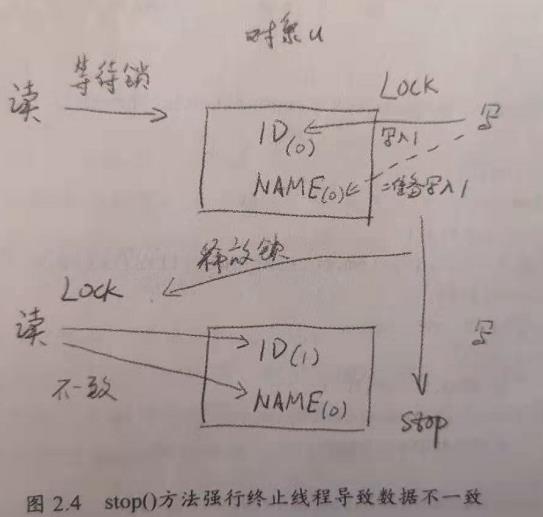 对象u
等待锁
读
LOCK
写
ID(0)
写入1
NAME(0)
准备写入1
释放锁
LOCK
读
ID(1)
NAME(0)
不一致
写
stop
图 2.4 stop()方法强行终止线程导致数据不一致